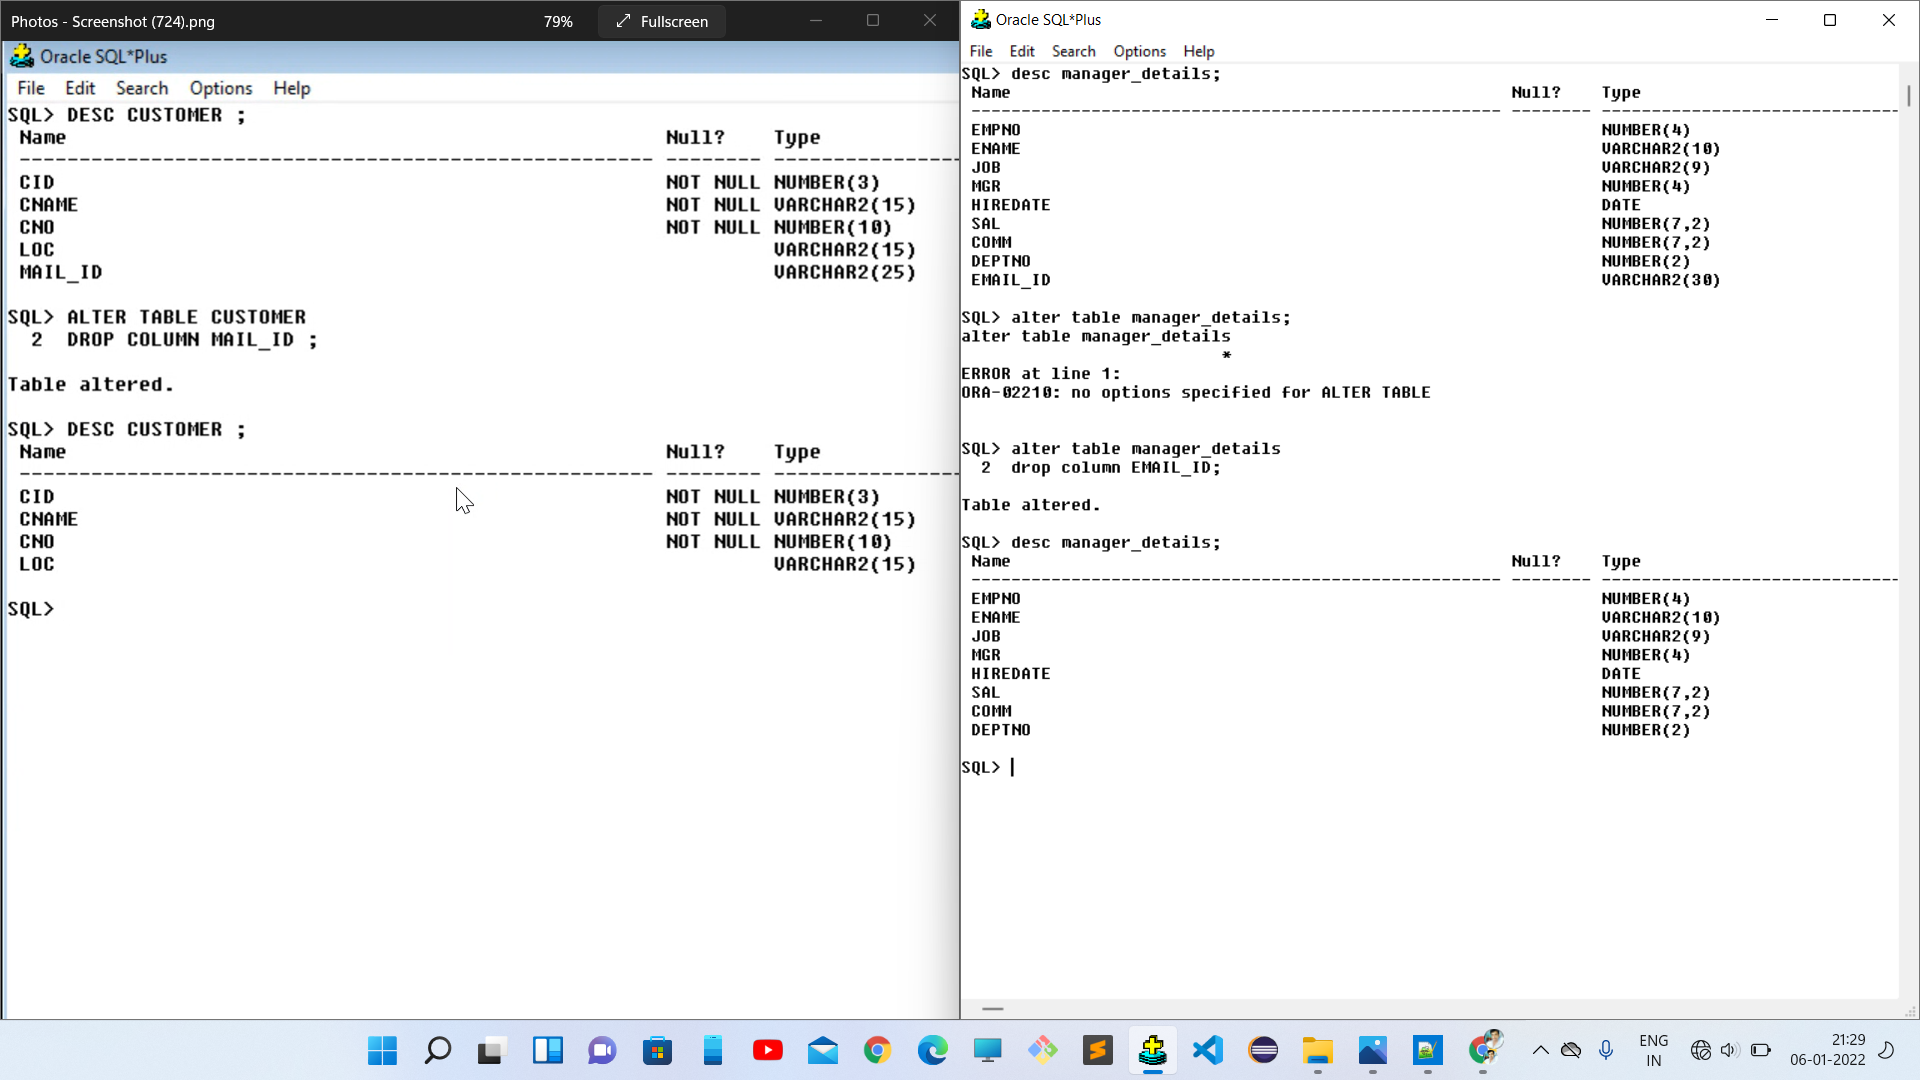 Photos - Screenshot (724).png
79%
Fullscreen
Oracle SQL*Plus
File Edit Search Options Help
SQL> DESC CUSTOMER ;
Name Null? Type
----------------------------------------------------- -------- ----------------
CID NOT NULL NUMBER(3)
CNAME NOT NULL VARCHAR2(15)
CNO NOT NULL NUMBER(10)
LOC VARCHAR2(15)
MAIL_ID VARCHAR2(25)
SQL> ALTER TABLE CUSTOMER
2 DROP COLUMN MAIL_ID ;
Table altered.
SQL> DESC CUSTOMER ;
Name Null? Type
----------------------------------------------------- -------- ----------------
CID NOT NULL NUMBER(3)
CNAME NOT NULL VARCHAR2(15)
CNO NOT NULL NUMBER(10)
LOC VARCHAR2(15)
SQL>
Oracle SQL*Plus
File Edit Search Options Help
SQL> desc manager_details;
Name Null? Type
----------------------------------------------------- -------- ------------------------------
EMPNO NUMBER(4)
ENAME VARCHAR2(10)
JOB VARCHAR2(9)
MGR NUMBER(4)
HIREDATE DATE
SAL NUMBER(7,2)
COMM NUMBER(7,2)
DEPTNO NUMBER(2)
EMAIL_ID VARCHAR2(30)
SQL> alter table manager_details;
alter table manager_details
*
ERROR at line 1:
ORA-02210: no options specified for ALTER TABLE
SQL> alter table manager_details
2 drop column EMAIL_ID;
Table altered.
SQL> desc manager_details;
Name Null? Type
----------------------------------------------------- -------- ------------------------------
EMPNO NUMBER(4)
ENAME VARCHAR2(10)
JOB VARCHAR2(9)
MGR NUMBER(4)
HIREDATE DATE
SAL NUMBER(7,2)
COMM NUMBER(7,2)
DEPTNO NUMBER(2)
SQL>
ENG
IN
21:29
06-01-2022